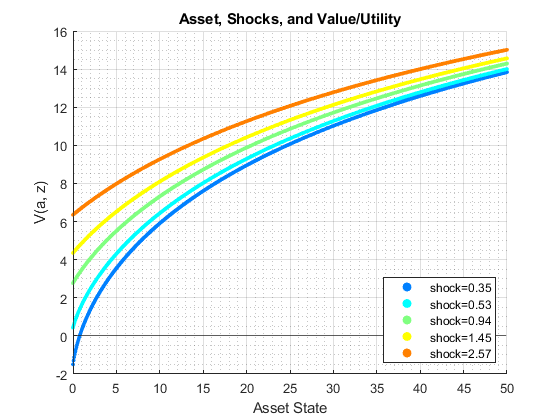 Asset, Shocks, and Value/Utility
16
14
12
10
8
6
4
2
0
-2
V(a, z)
shock=0.35
shock=0.53
shock=0.94
shock=1.45
shock=2.57
0 5 10 15 20 25 30 35 40 45 50
Asset State